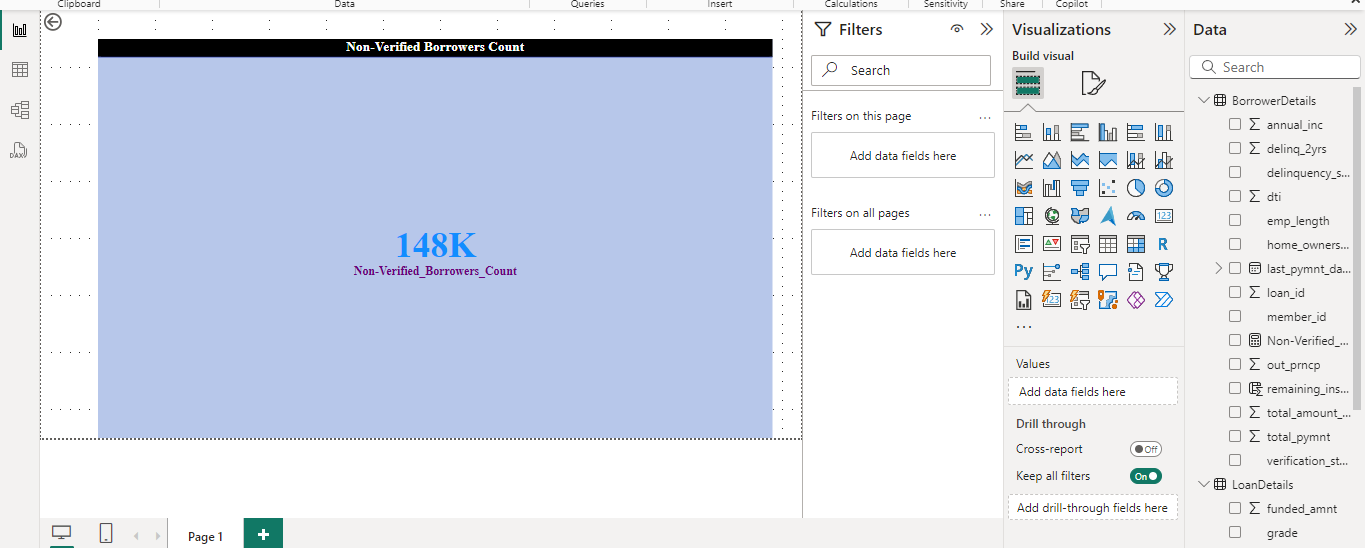 Clipboard
Data
Queries
Insert
Calculations
Sensitivity
Share
Copilot
Non-Verified Borrowers Count
148K
Non-Verified_Borrowers_Count
DAX
Page 1
+
Filters
Search
Filters on this page
...
Add data fields here
Filters on all pages
...
Add data fields here
Visualizations
Build visual
123
R
Py
123
...
Values
Add data fields here
Drill through
Cross-report
Off
Keep all filters
On
Add drill-through fields here
Data
Search
BorrowerDetails
annual_inc
delinq_2yrs
delinquency_s...
dti
emp_length
home_owners...
last_pymnt_da...
loan_id
member_id
Non-Verified_...
out_prncp
remaining_ins...
total_amount_...
total_pymnt
verification_st...
LoanDetails
funded_amnt
grade